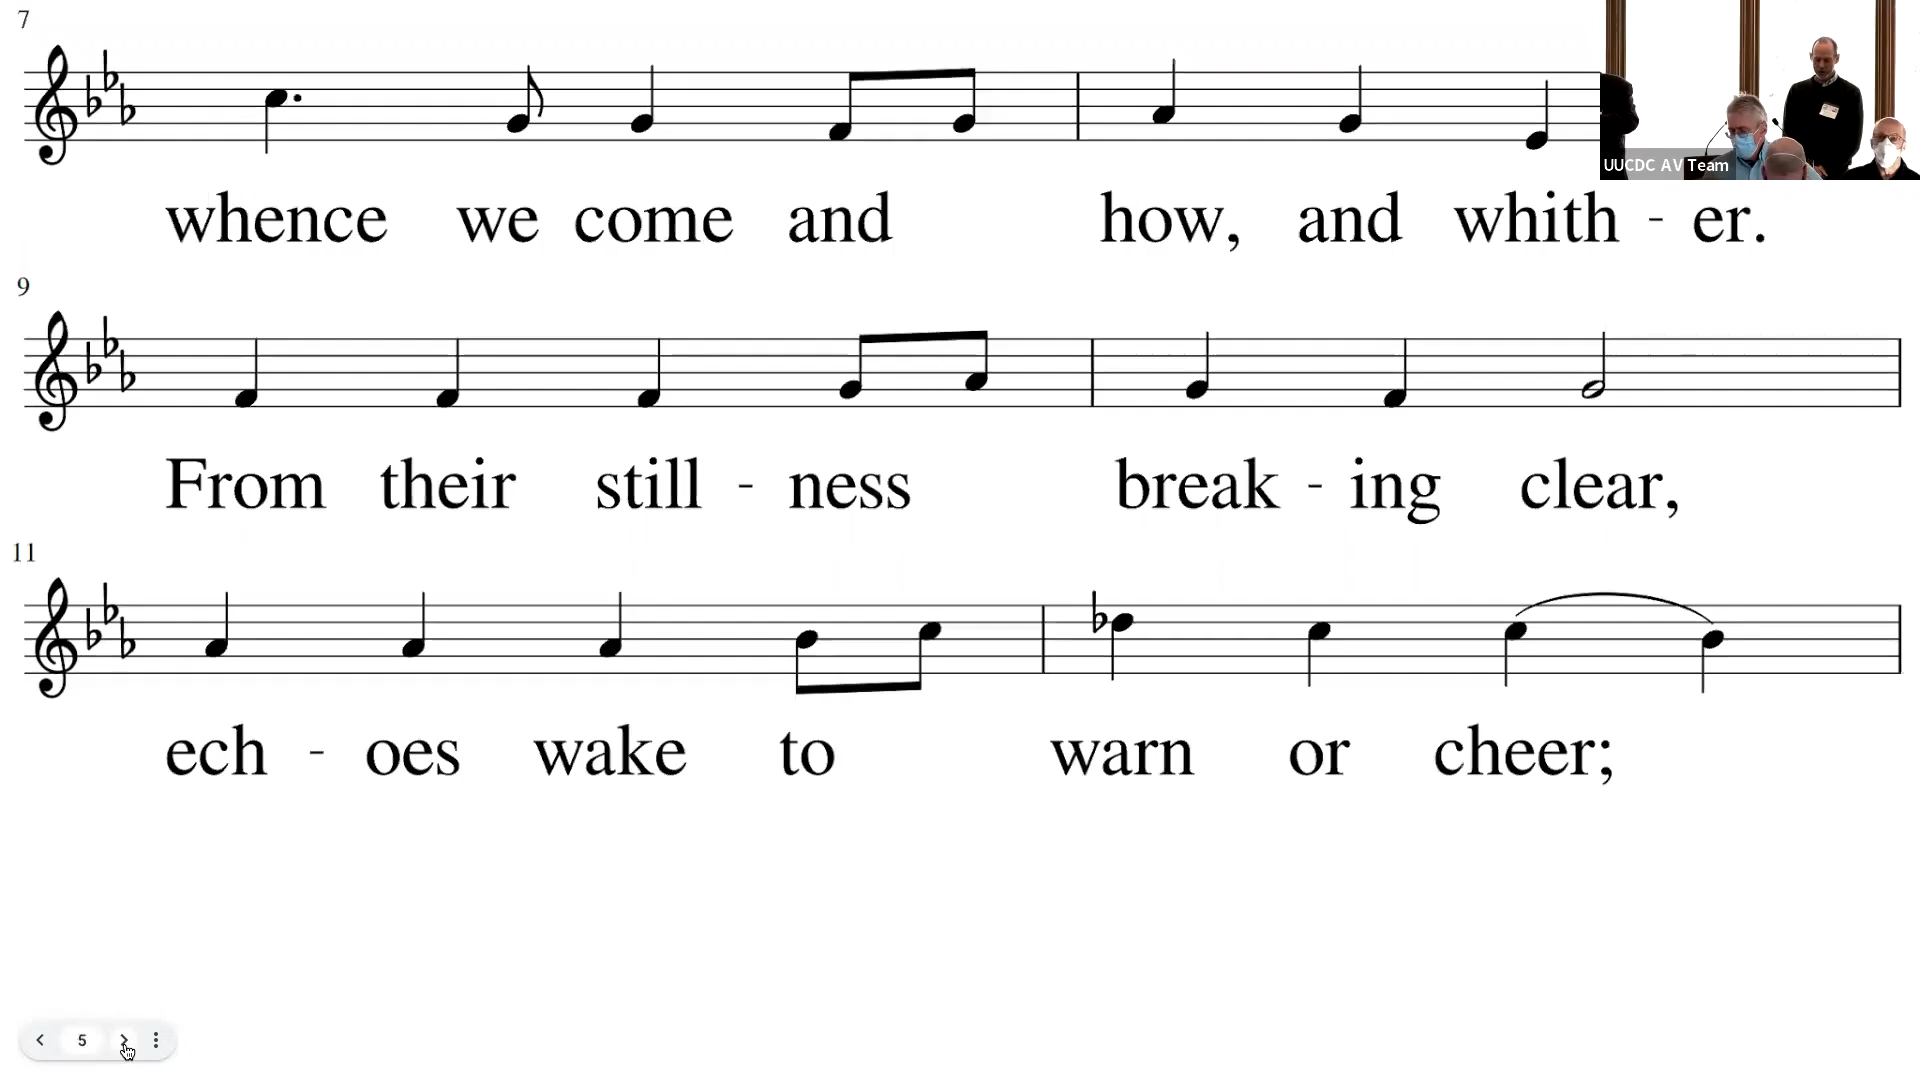 7
UUCDC AV Team
whence we come and how, and whith - er.
9
From their still - ness break - ing clear,
11
ech - oes wake to warn or cheer;
5